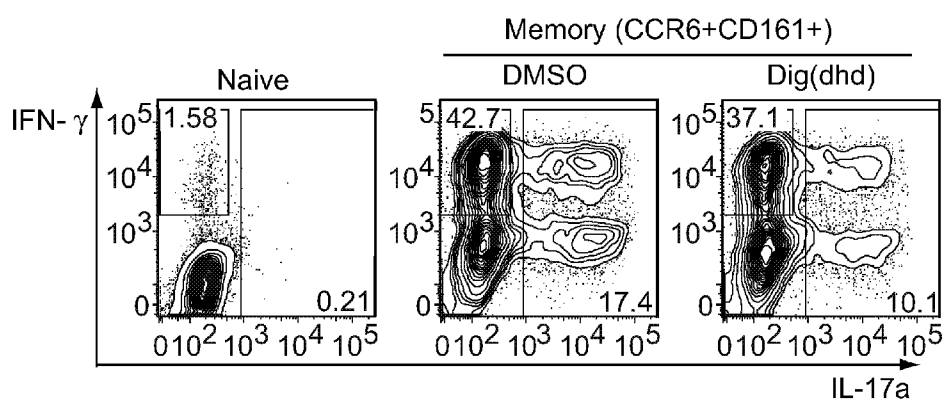 Memory (CCR6+CD161+)
Naive DMSO Dig(dhd)
IFN- γ
10^5 1.58 5 42.7 10^5 37.1
10^4 10^4 10^4
10^3 10^3 10^3
0 0.21 0 17.4 0 10.1
0 10^2 10^3 10^4 10^5 0 10^2 10^3 10^4 10^5 0 10^2 10^3 10^4 10^5
IL-17a